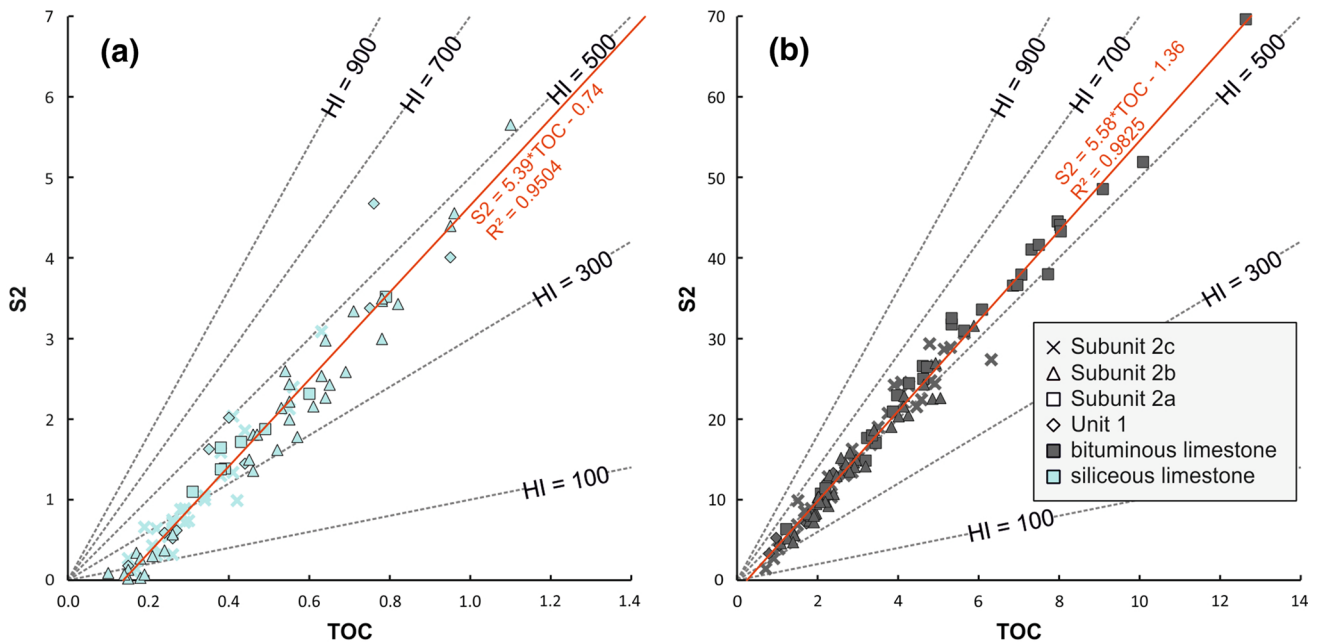 (a)
HI = 900
HI = 700
HI = 500
HI = 300
HI = 100
S2 = 5.39*TOC - 0.74
R² = 0.9504
7
6
5
4
3
2
1
0
S2
0.0 0.2 0.4 0.6 0.8 1.0 1.2 1.4
TOC
(b)
HI = 900
HI = 700
HI = 500
HI = 300
HI = 100
S2 = 5.58*TOC - 1.36
R² = 0.9825
70
60
50
40
30
20
10
0
S2
0 2 4 6 8 10 12 14
TOC
Subunit 2c
Subunit 2b
Subunit 2a
Unit 1
bituminous limestone
siliceous limestone